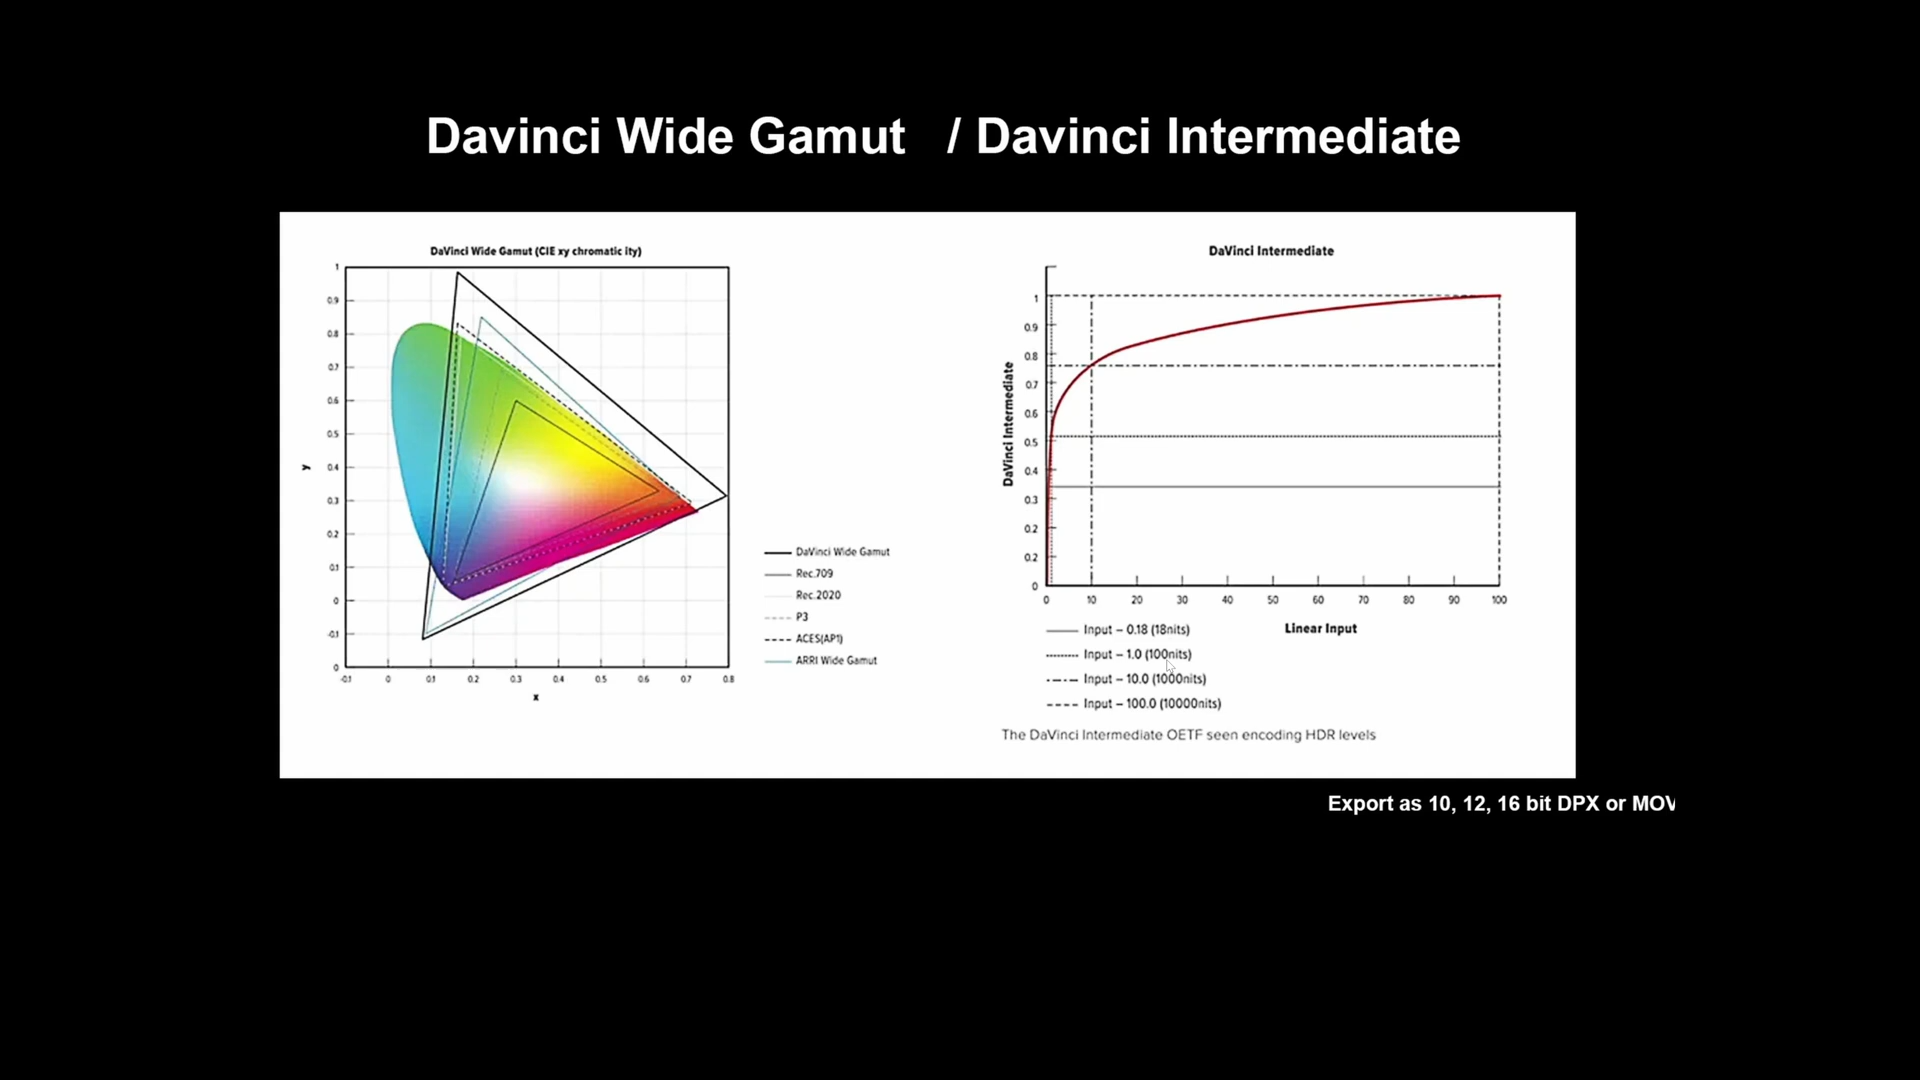 Davinci Wide Gamut / Davinci Intermediate
DaVinci Wide Gamut (CIE xy chromatic ity)
1
0.9
0.8
0.7
0.6
0.5
0.4
0.3
0.2
0.1
0
-0.1
0
y
-0.1 0 0.1 0.2 0.3 0.4 0.5 0.6 0.7 0.8
x
DaVinci Wide Gamut
Rec.709
Rec.2020
P3
ACES(AP1)
ARRI Wide Gamut
DaVinci Intermediate
DaVinci Intermediate
1
0.9
0.8
0.7
0.6
0.5
0.4
0.3
0.2
0.2
0
0 10 20 30 40 50 60 70 80 90 100
Linear Input
Input – 0.18 (18nits)
Input – 1.0 (100nits)
Input – 10.0 (1000nits)
Input – 100.0 (10000nits)
The DaVinci Intermediate OETF seen encoding HDR levels
Export as 10, 12, 16 bit DPX or MOV